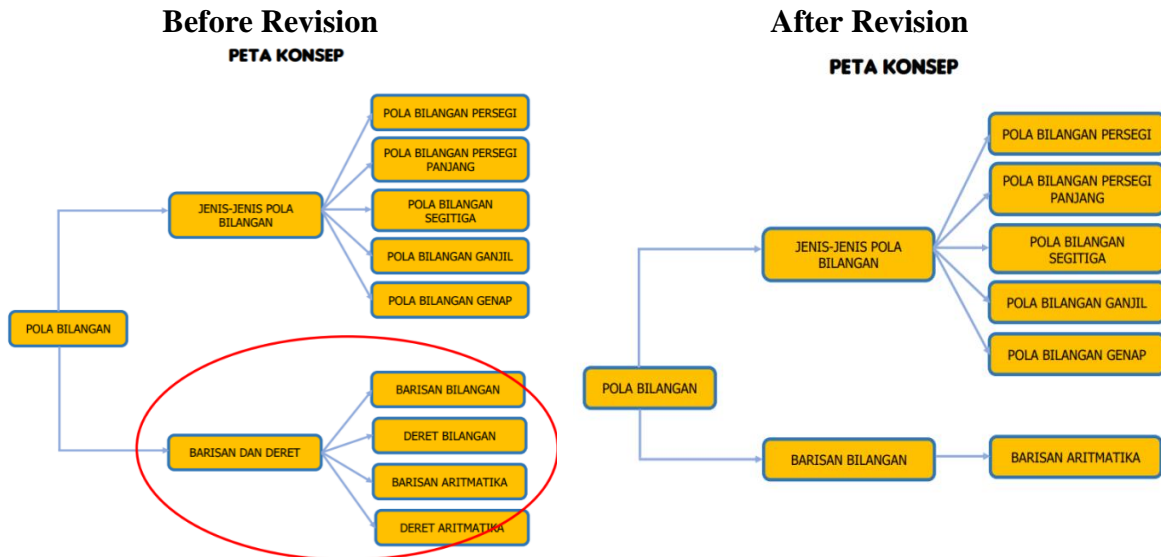 Before Revision
PETA KONSEP
POLA BILANGAN PERSEGI
POLA BILANGAN PERSEGI
PANJANG
JENIS-JENIS POLA
BILANGAN
POLA BILANGAN
SEGITIGA
POLA BILANGAN GANJIL
POLA BILANGAN GENAP
POLA BILANGAN
BARISAN BILANGAN
DERET BILANGAN
BARISAN DAN DERET
BARISAN ARITMATIKA
DERET ARITMATIKA
After Revision
PETA KONSEP
POLA BILANGAN PERSEGI
POLA BILANGAN PERSEGI
PANJANG
JENIS-JENIS POLA
BILANGAN
POLA BILANGAN
SEGITIGA
POLA BILANGAN GANJIL
POLA BILANGAN GENAP
POLA BILANGAN
BARISAN BILANGAN
BARISAN ARITMATIKA